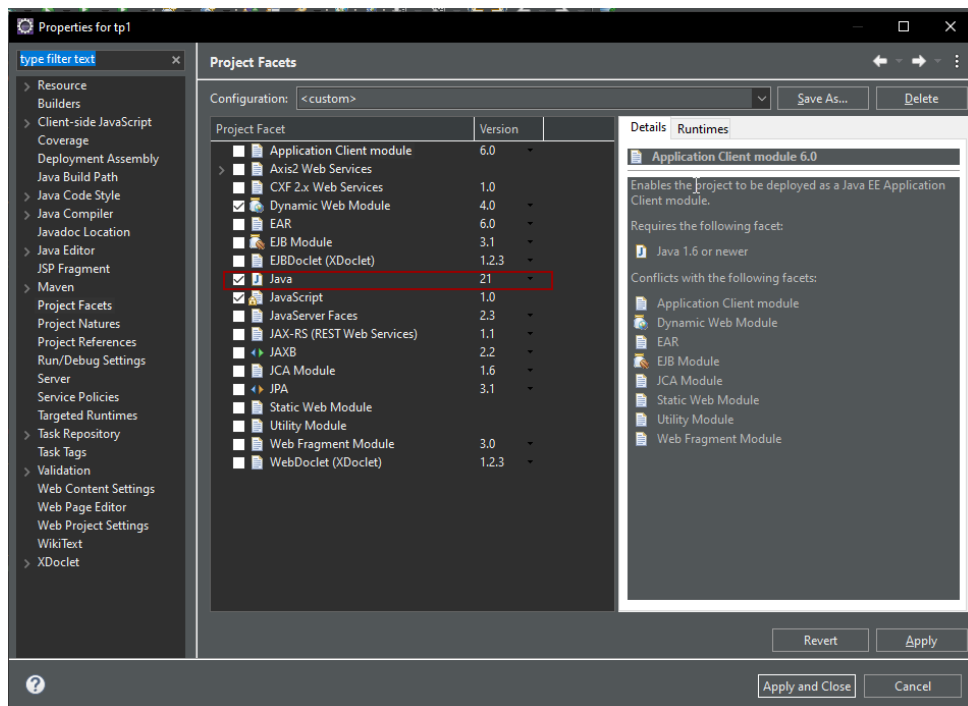 Properties for tp1
type filter text
Resource
Builders
Client-side JavaScript
Coverage
Deployment Assembly
Java Build Path
Java Code Style
Java Compiler
Javadoc Location
Java Editor
JSP Fragment
Maven
Project Facets
Project Natures
Project References
Run/Debug Settings
Server
Service Policies
Targeted Runtimes
Task Repository
Task Tags
Validation
Web Content Settings
Web Page Editor
Web Project Settings
WikiText
XDoclet
Project Facets
Configuration: <custom> Save As... Delete
Project Facet Version
Application Client module 6.0
Axis2 Web Services
CXF 2.x Web Services 1.0
Dynamic Web Module 4.0
EAR 6.0
EJB Module 3.1
EJBDoclet (XDoclet) 1.2.3
Java 21
JavaScript 1.0
JavaServer Faces 2.3
JAX-RS (REST Web Services) 1.1
JAXB 2.2
JCA Module 1.6
JPA 3.1
Static Web Module
Utility Module
Web Fragment Module 3.0
WebDoclet (XDoclet) 1.2.3
Details Runtimes
Application Client module 6.0
Enables the project to be deployed as a Java EE Application
Client module.
Requires the following facet:
Java 1.6 or newer
Conflicts with the following facets:
Application Client module
Dynamic Web Module
EAR
EJB Module
JCA Module
Static Web Module
Utility Module
Web Fragment Module
Revert Apply
Apply and Close Cancel